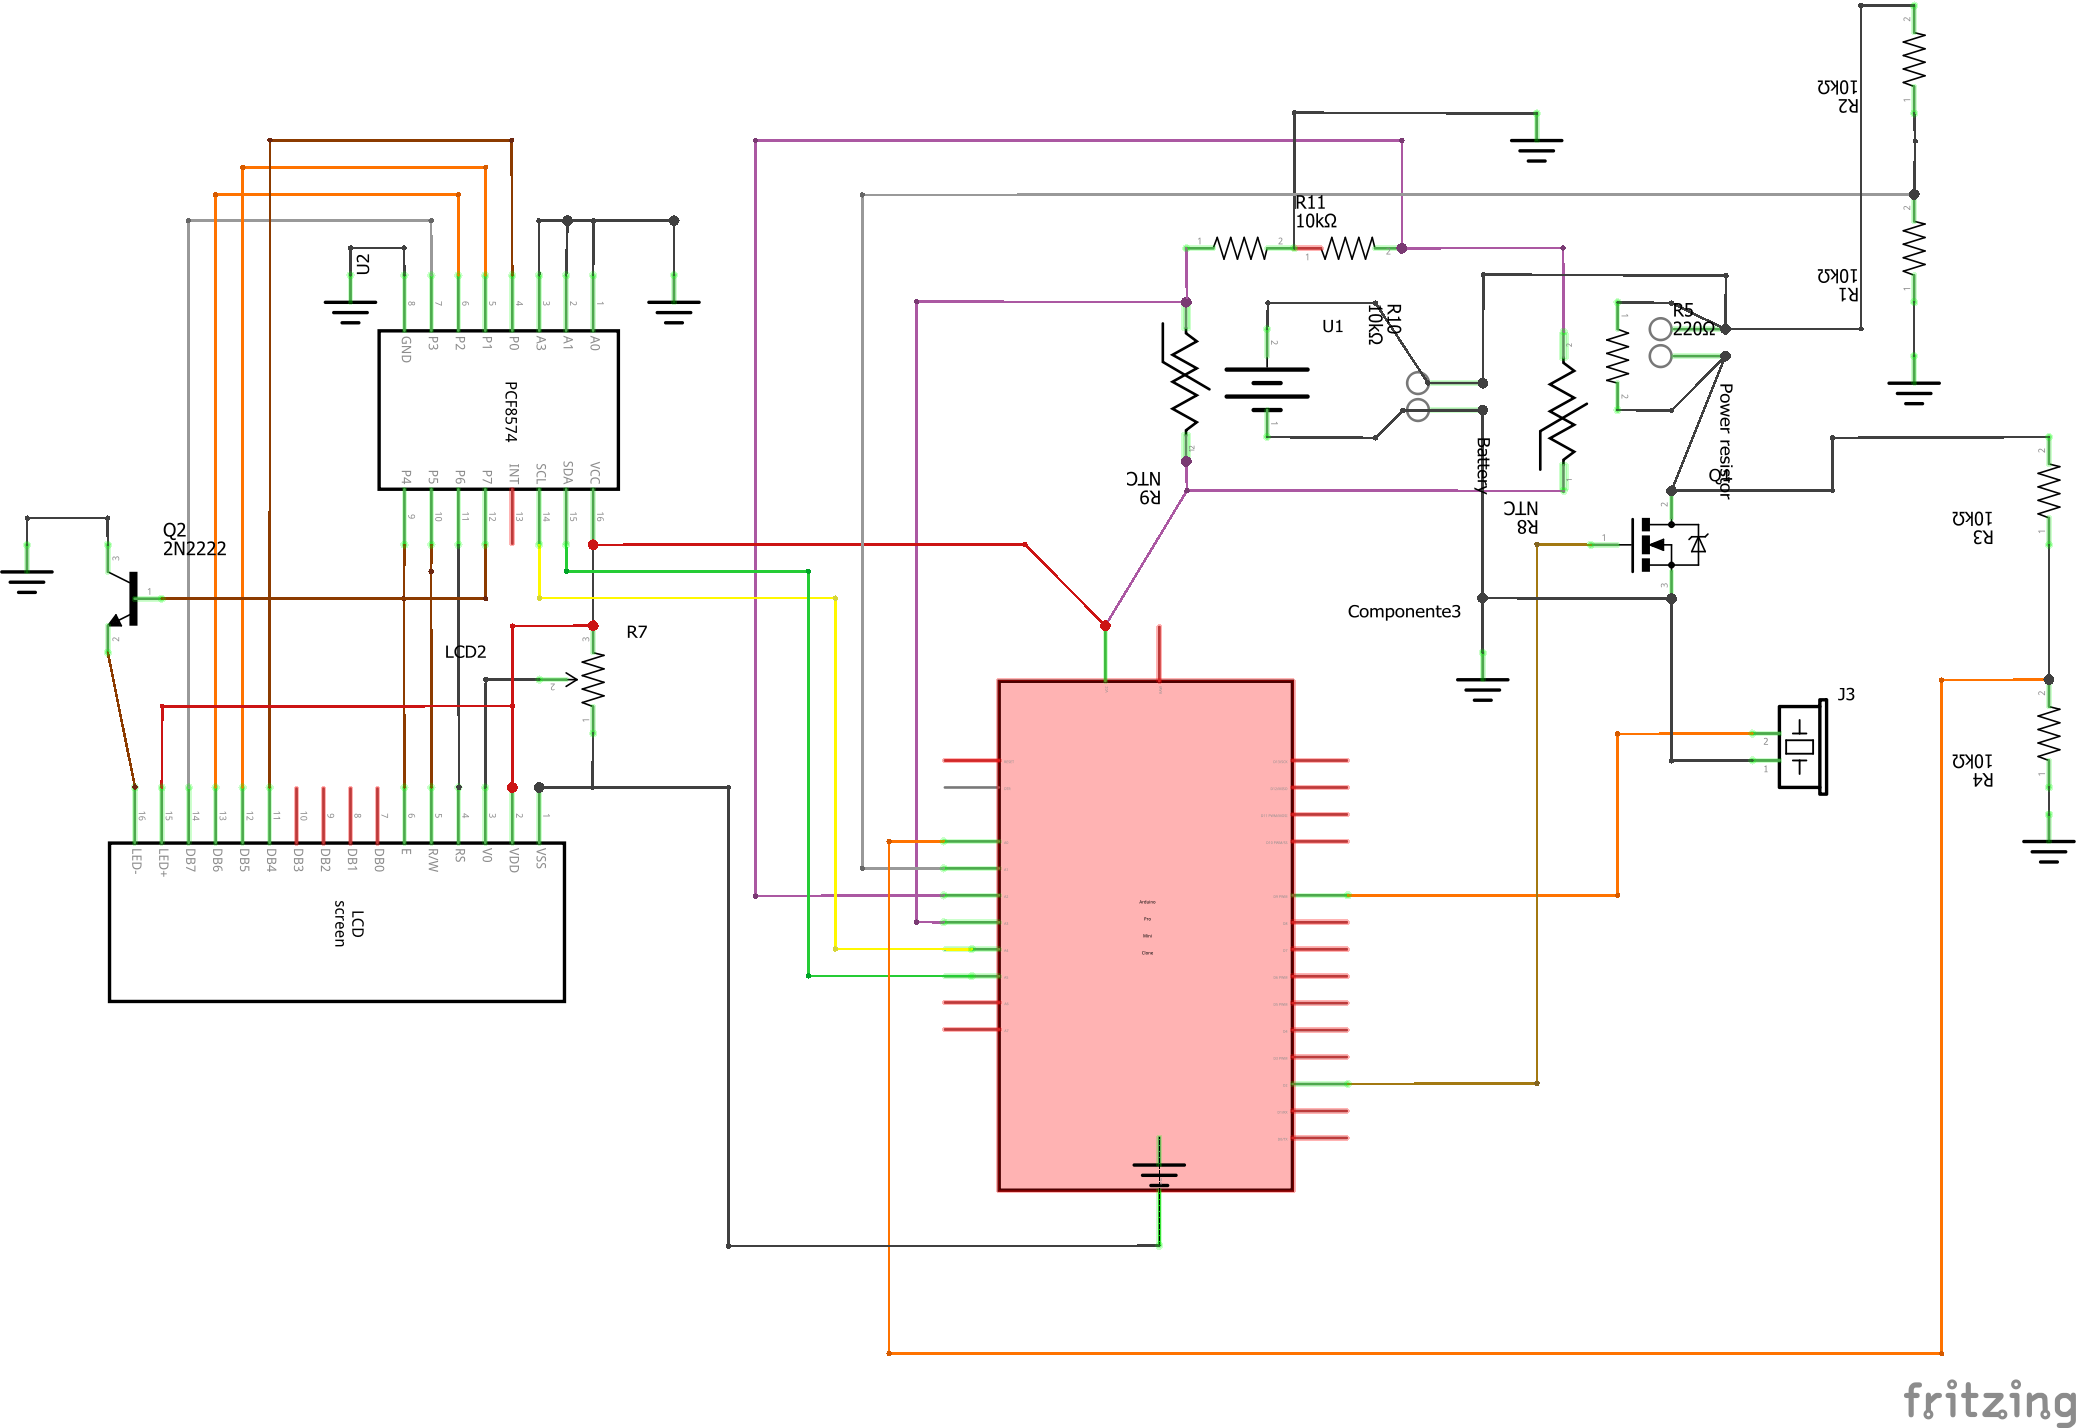 R2
10kΩ
R11
10kΩ
U2
8
7
6
5
4
3
2
1
GND
P3
P2
P1
P0
A3
A1
A0
PCF8574
P4
P5
P6
P7
INT
SCL
SDA
VCC
9
10
11
12
13
14
15
16
R1
10kΩ
R10
10kΩ
U1
R5
220Ω
Power resistor
Battery
R9
NTC
R8
NTC
Q2
2N2222
R3
10kΩ
Componente3
R7
LCD2
J3
R4
10kΩ
16
15
14
13
12
11
10
9
8
7
6
5
4
3
2
1
LED-
LED+
DB7
DB6
DB5
DB4
DB3
DB2
DB1
DB0
E
R/W
RS
V0
VDD
VSS
LCD
screen
Arduino
Pro
Mini
Clone
fritzing